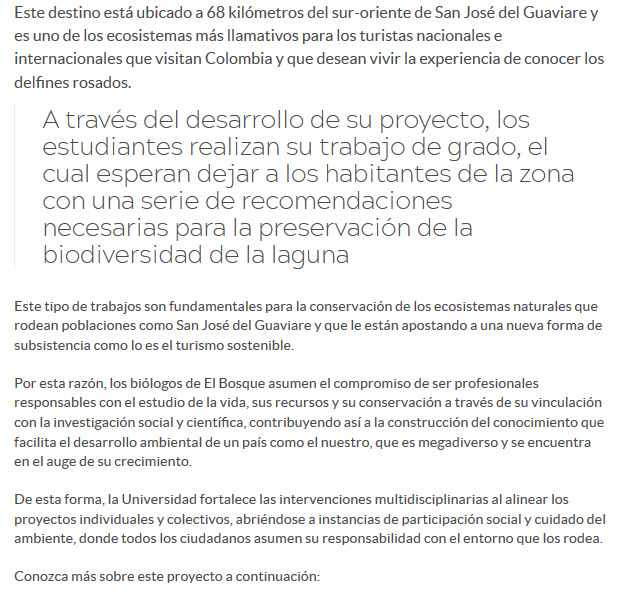 Este destino está ubicado a 68 kilómetros del sur-oriente de San José del Guaviare y
es uno de los ecosistemas más llamativos para los turistas nacionales e
internacionales que visitan Colombia y que desean vivir la experiencia de conocer los
delfines rosados.
A través del desarrollo de su proyecto, los
estudiantes realizan su trabajo de grado, el
cual esperan dejar a los habitantes de la zona
con una serie de recomendaciones
necesarias para la preservación de la
biodiversidad de la laguna
Este tipo de trabajos son fundamentales para la conservación de los ecosistemas naturales que
rodean poblaciones como San José del Guaviare y que le están apostando a una nueva forma de
subsistencia como lo es el turismo sostenible.
Por esta razón, los biólogos de El Bosque asumen el compromiso de ser profesionales
responsables con el estudio de la vida, sus recursos y su conservación a través de su vinculación
con la investigación social y científica, contribuyendo así a la construcción del conocimiento que
facilita el desarrollo ambiental de un país como el nuestro, que es megadiverso y se encuentra
en el auge de su crecimiento.
De esta forma, la Universidad fortalece las intervenciones multidisciplinarias al alinear los
proyectos individuales y colectivos, abriéndose a instancias de participación social y cuidado del
ambiente, donde todos los ciudadanos asumen su responsabilidad con el entorno que los rodea.
Conozca más sobre este proyecto a continuación: